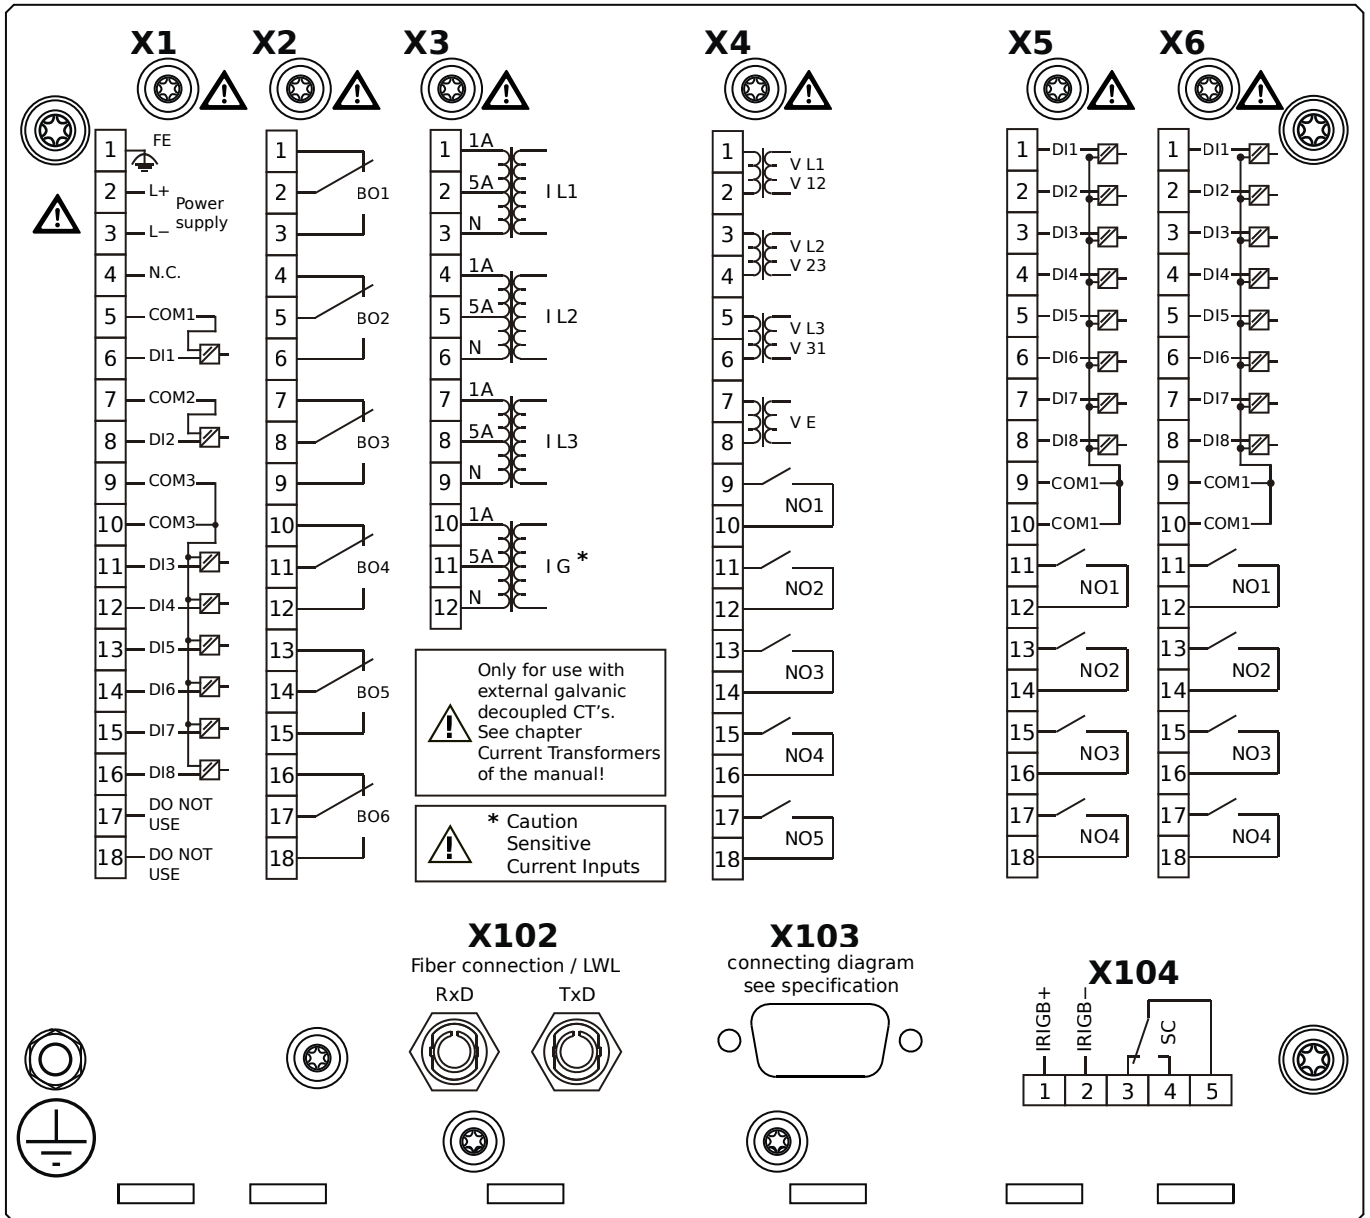 X1
1 FE
2 L+ Power
3 L− supply
4 N.C.
5 COM1
6 DI1
7 COM2
8 DI2
9 COM3
10 COM3
11 DI3
12 DI4
13 DI5
14 DI6
15 DI7
16 DI8
17 DO NOT
USE
18 DO NOT
USE
X2
1
2 BO1
3
4
5 BO2
6
7
8 BO3
9
10
11 BO4
12
13
14 BO5
15
16
17 BO6
18
X3
1 1A
2 5A I L1
3 N
4 1A
5 5A I L2
6 N
7 1A
8 5A I L3
9 N
10 1A
11 5A I G *
12 N
Only for use with
external galvanic
decoupled CT's.
See chapter
Current Transformers
of the manual!
* Caution
Sensitive
Current Inputs
X4
1 V L1
2 V 12
3 V L2
4 V 23
5 V L3
6 V 31
7 V E
8
9 NO1
10
11 NO2
12
13 NO3
14
15 NO4
16
17 NO5
18
X5
1 DI1
2 DI2
3 DI3
4 DI4
5 DI5
6 DI6
7 DI7
8 DI8
9 COM1
10 COM1
11 NO1
12
13 NO2
14
15 NO3
16
17 NO4
18
X6
1 DI1
2 DI2
3 DI3
4 DI4
5 DI5
6 DI6
7 DI7
8 DI8
9 COM1
10 COM1
11 NO1
12
13 NO2
14
15 NO3
16
17 NO4
18
X102
Fiber connection / LWL
RxD TxD
X103
connecting diagram
see specification
X104
IRIGB+ IRIGB− SC
1 2 3 4 5